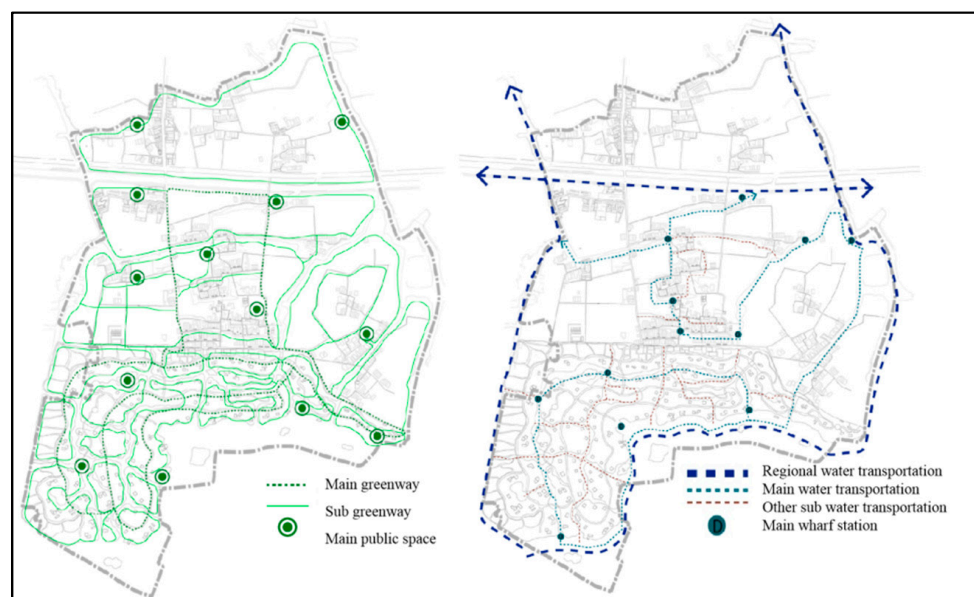 Main greenway
Sub greenway
Main public space
Regional water transportation
Main water transportation
Other sub water transportation
D
Main wharf station